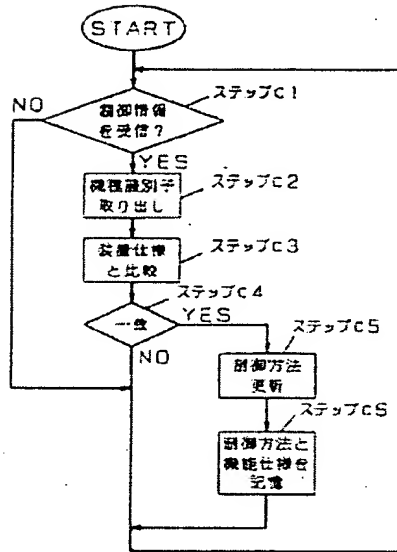 START
ステップC1
NO
制御情報
を受信?
YES
ステップC2
機種識別子
取り出し
ステップC3
装置仕様
と比較
ステップC4
一致
YES
NO
ステップC5
制御方法
更新
ステップC6
制御方法と
機能仕様を
記憶